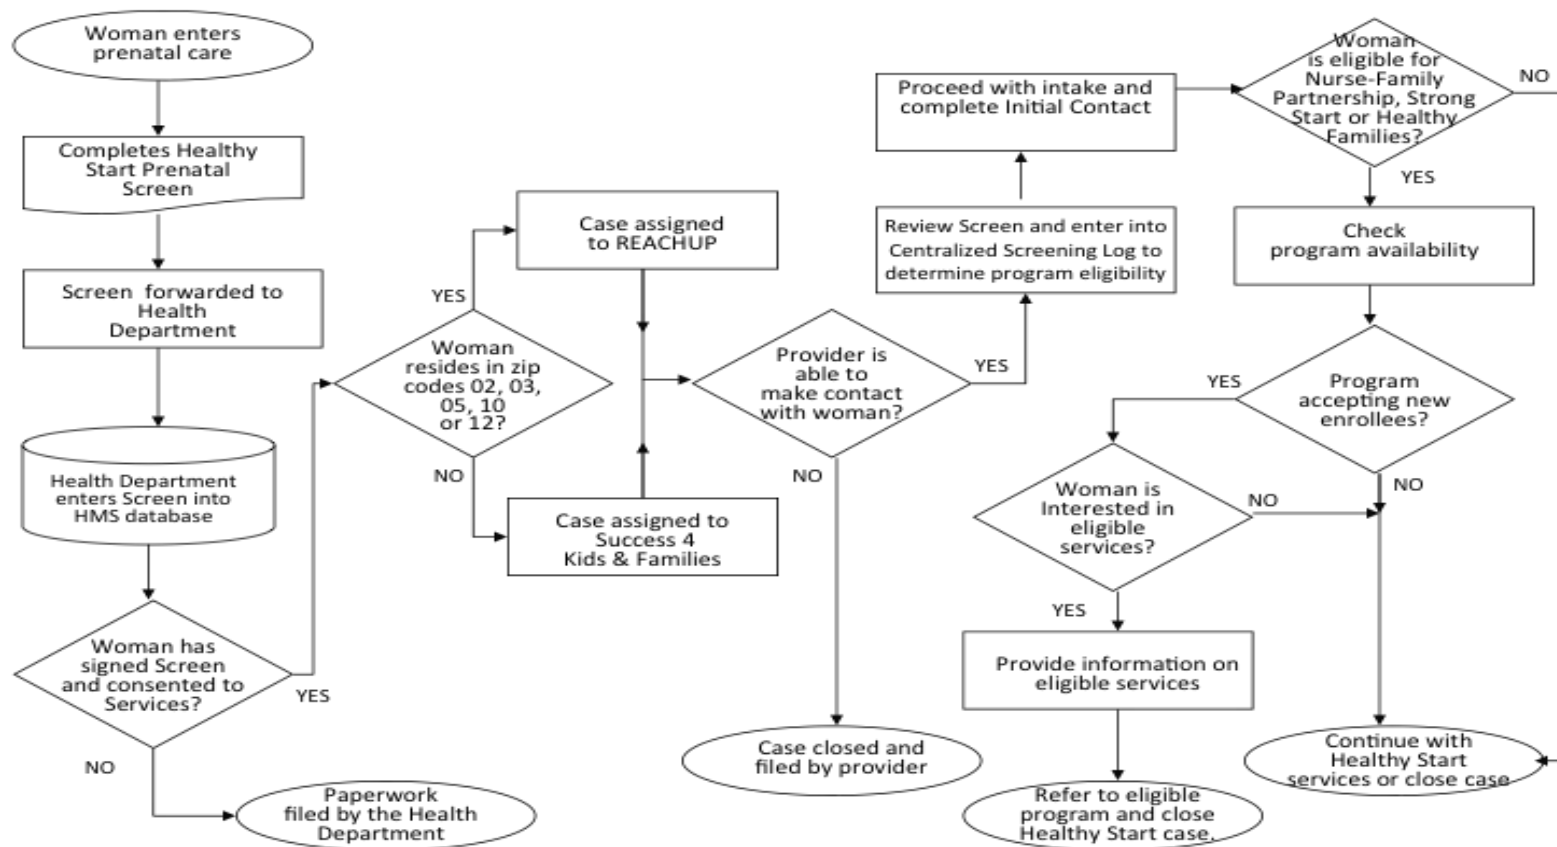 Woman enters
prenatal care
Completes Healthy
Start Prenatal
Screen
Screen forwarded to
Health
Department
Health Department
enters Screen into
HMS database
Woman has
signed Screen
and consented to
Services?
YES
NO
Paperwork
filed by the Health
Department
Woman
resides in zip
codes 02, 03,
05, 10
or 12?
YES
NO
Case assigned
to REACHUP
Case assigned to
Success 4
Kids & Families
Provider is
able to
make contact
with woman?
YES
NO
Case closed and
filed by provider
Review Screen and enter into
Centralized Screening Log to
determine program eligibility
Proceed with intake and
complete Initial Contact
Woman
is eligible for
Nurse-Family
Partnership, Strong
Start or Healthy
Families?
NO
YES
Check
program availability
Program
accepting new
enrollees?
YES
NO
Woman is
Interested in
eligible
services?
NO
YES
Provide information on
eligible services
Refer to eligible
program and close
Healthy Start case.
Continue with
Healthy Start
services or close case